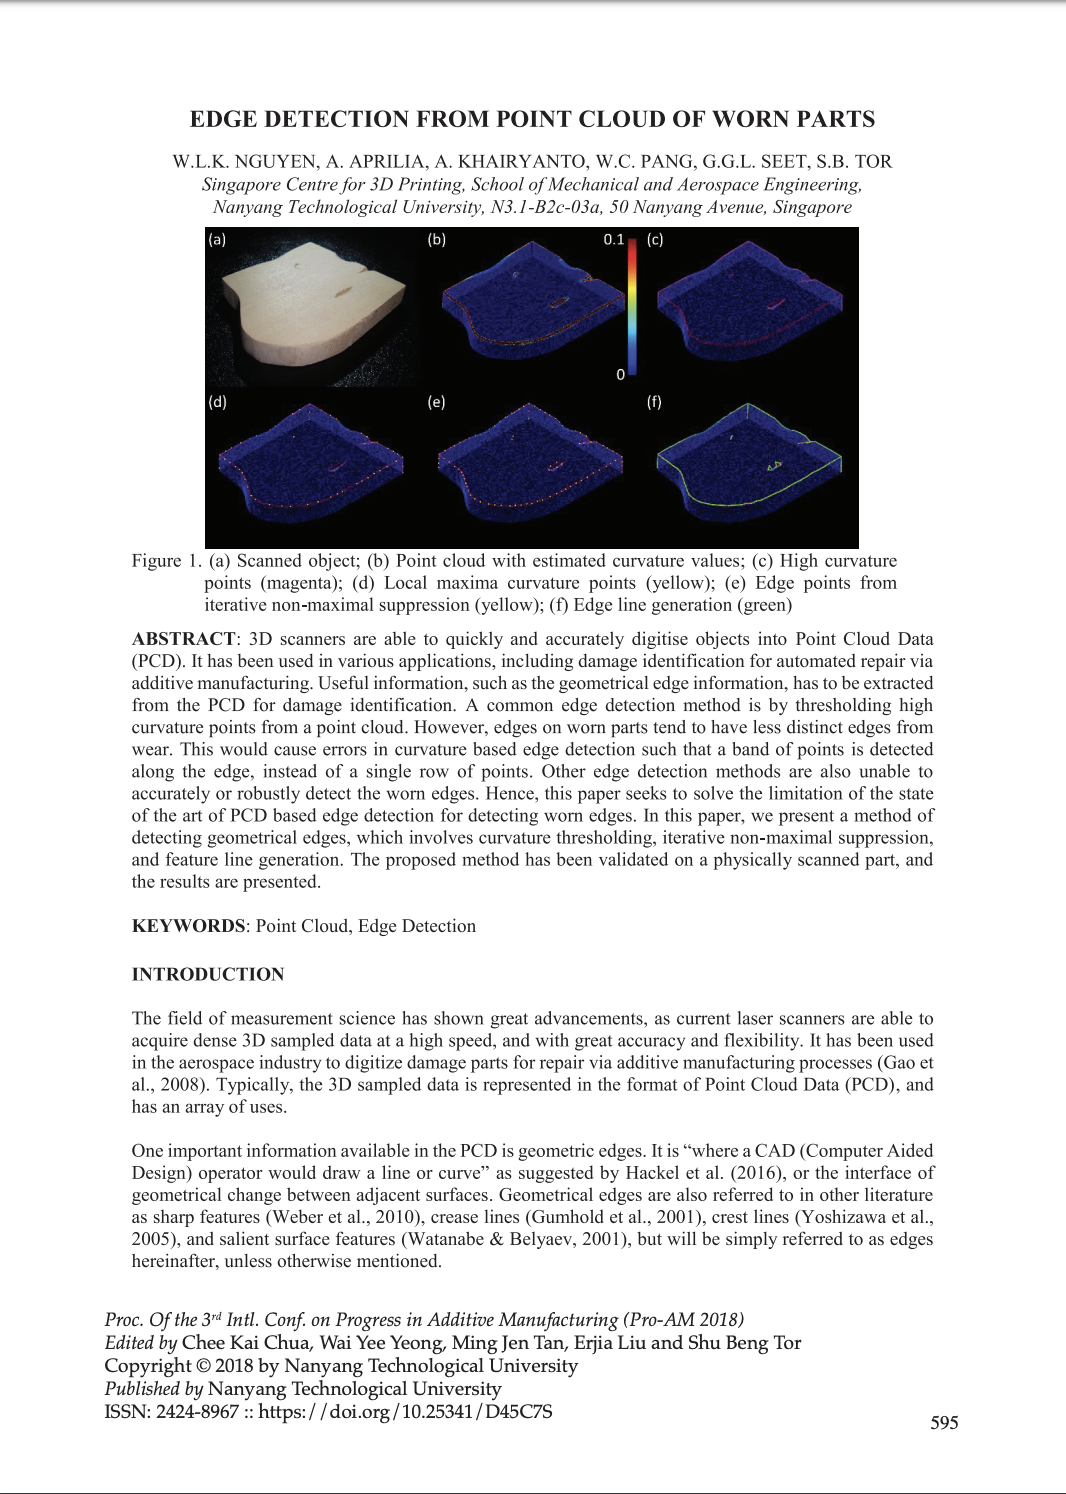 EDGE DETECTION FROM POINT CLOUD OF WORN PARTS
W.L.K. NGUYEN, A. APRILIA, A. KHAIRYANTO, W.C. PANG, G.G.L. SEET, S.B. TOR
Singapore Centre for 3D Printing, School of Mechanical and Aerospace Engineering,
Nanyang Technological University, N3.1-B2c-03a, 50 Nanyang Avenue, Singapore
(a)
(b)
0.1
(c)
0
(d)
(e)
(f)
Figure 1. (a) Scanned object; (b) Point cloud with estimated curvature values; (c) High curvature
points (magenta); (d) Local maxima curvature points (yellow); (e) Edge points from
iterative non-maximal suppression (yellow); (f) Edge line generation (green)
ABSTRACT: 3D scanners are able to quickly and accurately digitise objects into Point Cloud Data
(PCD). It has been used in various applications, including damage identification for automated repair via
additive manufacturing. Useful information, such as the geometrical edge information, has to be extracted
from the PCD for damage identification. A common edge detection method is by thresholding high
curvature points from a point cloud. However, edges on worn parts tend to have less distinct edges from
wear. This would cause errors in curvature based edge detection such that a band of points is detected
along the edge, instead of a single row of points. Other edge detection methods are also unable to
accurately or robustly detect the worn edges. Hence, this paper seeks to solve the limitation of the state
of the art of PCD based edge detection for detecting worn edges. In this paper, we present a method of
detecting geometrical edges, which involves curvature thresholding, iterative non-maximal suppression,
and feature line generation. The proposed method has been validated on a physically scanned part, and
the results are presented.
KEYWORDS: Point Cloud, Edge Detection
INTRODUCTION
The field of measurement science has shown great advancements, as current laser scanners are able to
acquire dense 3D sampled data at a high speed, and with great accuracy and flexibility. It has been used
in the aerospace industry to digitize damage parts for repair via additive manufacturing processes (Gao et
al., 2008). Typically, the 3D sampled data is represented in the format of Point Cloud Data (PCD), and
has an array of uses.
One important information available in the PCD is geometric edges. It is “where a CAD (Computer Aided
Design) operator would draw a line or curve” as suggested by Hackel et al. (2016), or the interface of
geometrical change between adjacent surfaces. Geometrical edges are also referred to in other literature
as sharp features (Weber et al., 2010), crease lines (Gumhold et al., 2001), crest lines (Yoshizawa et al.,
2005), and salient surface features (Watanabe & Belyaev, 2001), but will be simply referred to as edges
hereinafter, unless otherwise mentioned.
Proc. Of the 3rd Intl. Conf. on Progress in Additive Manufacturing (Pro-AM 2018)
Edited by Chee Kai Chua, Wai Yee Yeong, Ming Jen Tan, Erjia Liu and Shu Beng Tor
Copyright © 2018 by Nanyang Technological University
Published by Nanyang Technological University
ISSN: 2424-8967 :: https://doi.org/10.25341/D45C7S
595